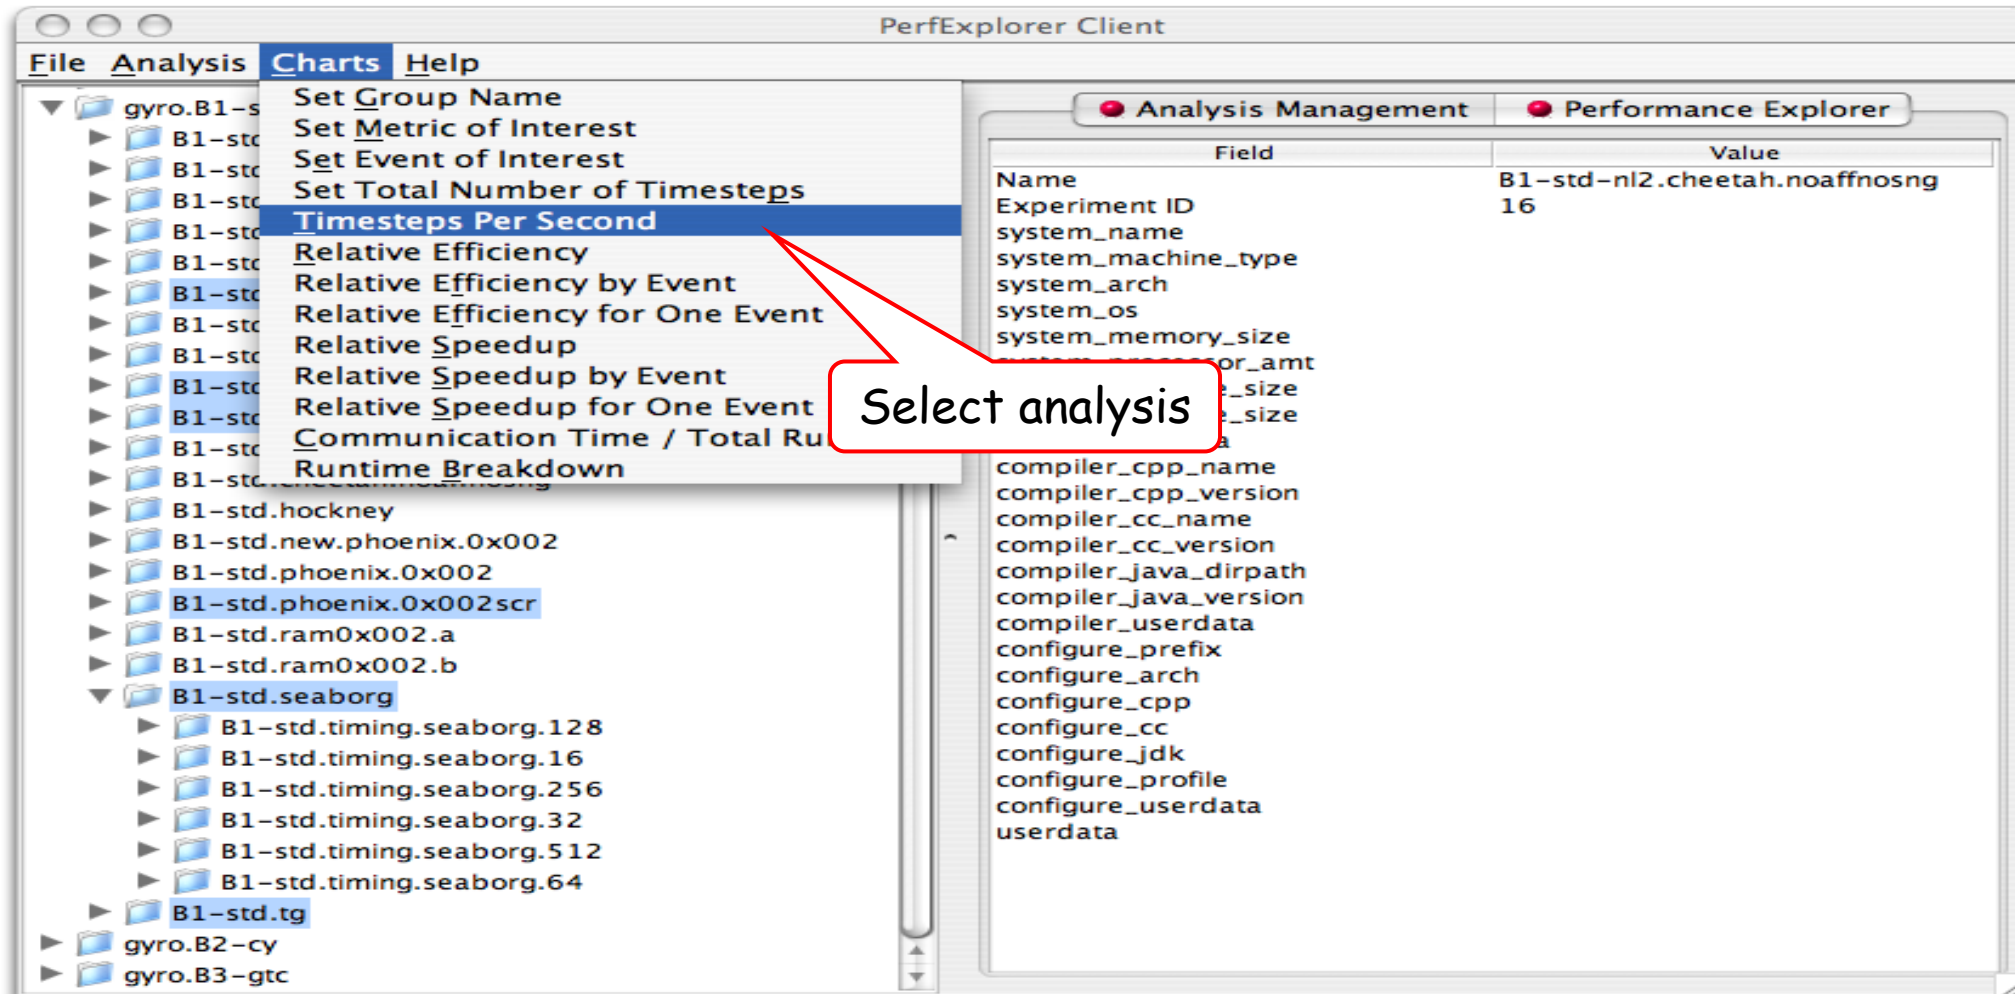 PerfExplorer Client
File Analysis Charts Help
gyro.B1-s
B1-std
B1-std
B1-std
B1-std
B1-std
B1-std
B1-std
B1-std
B1-std
B1-std
B1-std
B1-std.cheetah.noaffnosng
B1-std.hockney
B1-std.new.phoenix.0x002
B1-std.phoenix.0x002
B1-std.phoenix.0x002scr
B1-std.ram0x002.a
B1-std.ram0x002.b
B1-std.seaborg
B1-std.timing.seaborg.128
B1-std.timing.seaborg.16
B1-std.timing.seaborg.256
B1-std.timing.seaborg.32
B1-std.timing.seaborg.512
B1-std.timing.seaborg.64
B1-std.tg
gyro.B2-cy
gyro.B3-gtc
Set Group Name
Set Metric of Interest
Set Event of Interest
Set Total Number of Timesteps
Timesteps Per Second
Relative Efficiency
Relative Efficiency by Event
Relative Efficiency for One Event
Relative Speedup
Relative Speedup by Event
Relative Speedup for One Event
Communication Time / Total Ru
Runtime Breakdown
Select analysis
Analysis Management Performance Explorer
Field Value
Name B1-std-nl2.cheetah.noaffnosng
Experiment ID 16
system_name
system_machine_type
system_arch
system_os
system_memory_size
system_processor_amt
_size
_size
a
compiler_cpp_name
compiler_cpp_version
compiler_cc_name
compiler_cc_version
compiler_java_dirpath
compiler_java_version
compiler_userdata
configure_prefix
configure_arch
configure_cpp
configure_cc
configure_jdk
configure_profile
configure_userdata
userdata